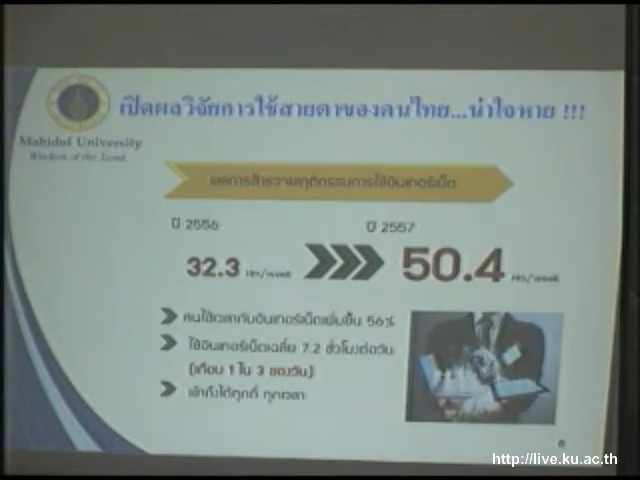 เปิดผลวิจัยการใช้สายตาของคนไทย...น่าใจหาย !!!
Mahidol University
Wisdom of the Land
ผลการสำรวจพฤติกรรมการใช้อินเทอร์เน็ต
ปี 2556
ปี 2557
32.3 Hrs/week
50.4 Hrs/week
คนใช้เวลากับอินเทอร์เน็ตเพิ่มขึ้น 56%
ใช้อินเทอร์เน็ตเฉลี่ย 7.2 ชั่วโมงต่อวัน
(เกือบ 1 ใน 3 ของวัน)
เข้าถึงได้ทุกที่ ทุกเวลา
6
http://live.ku.ac.th